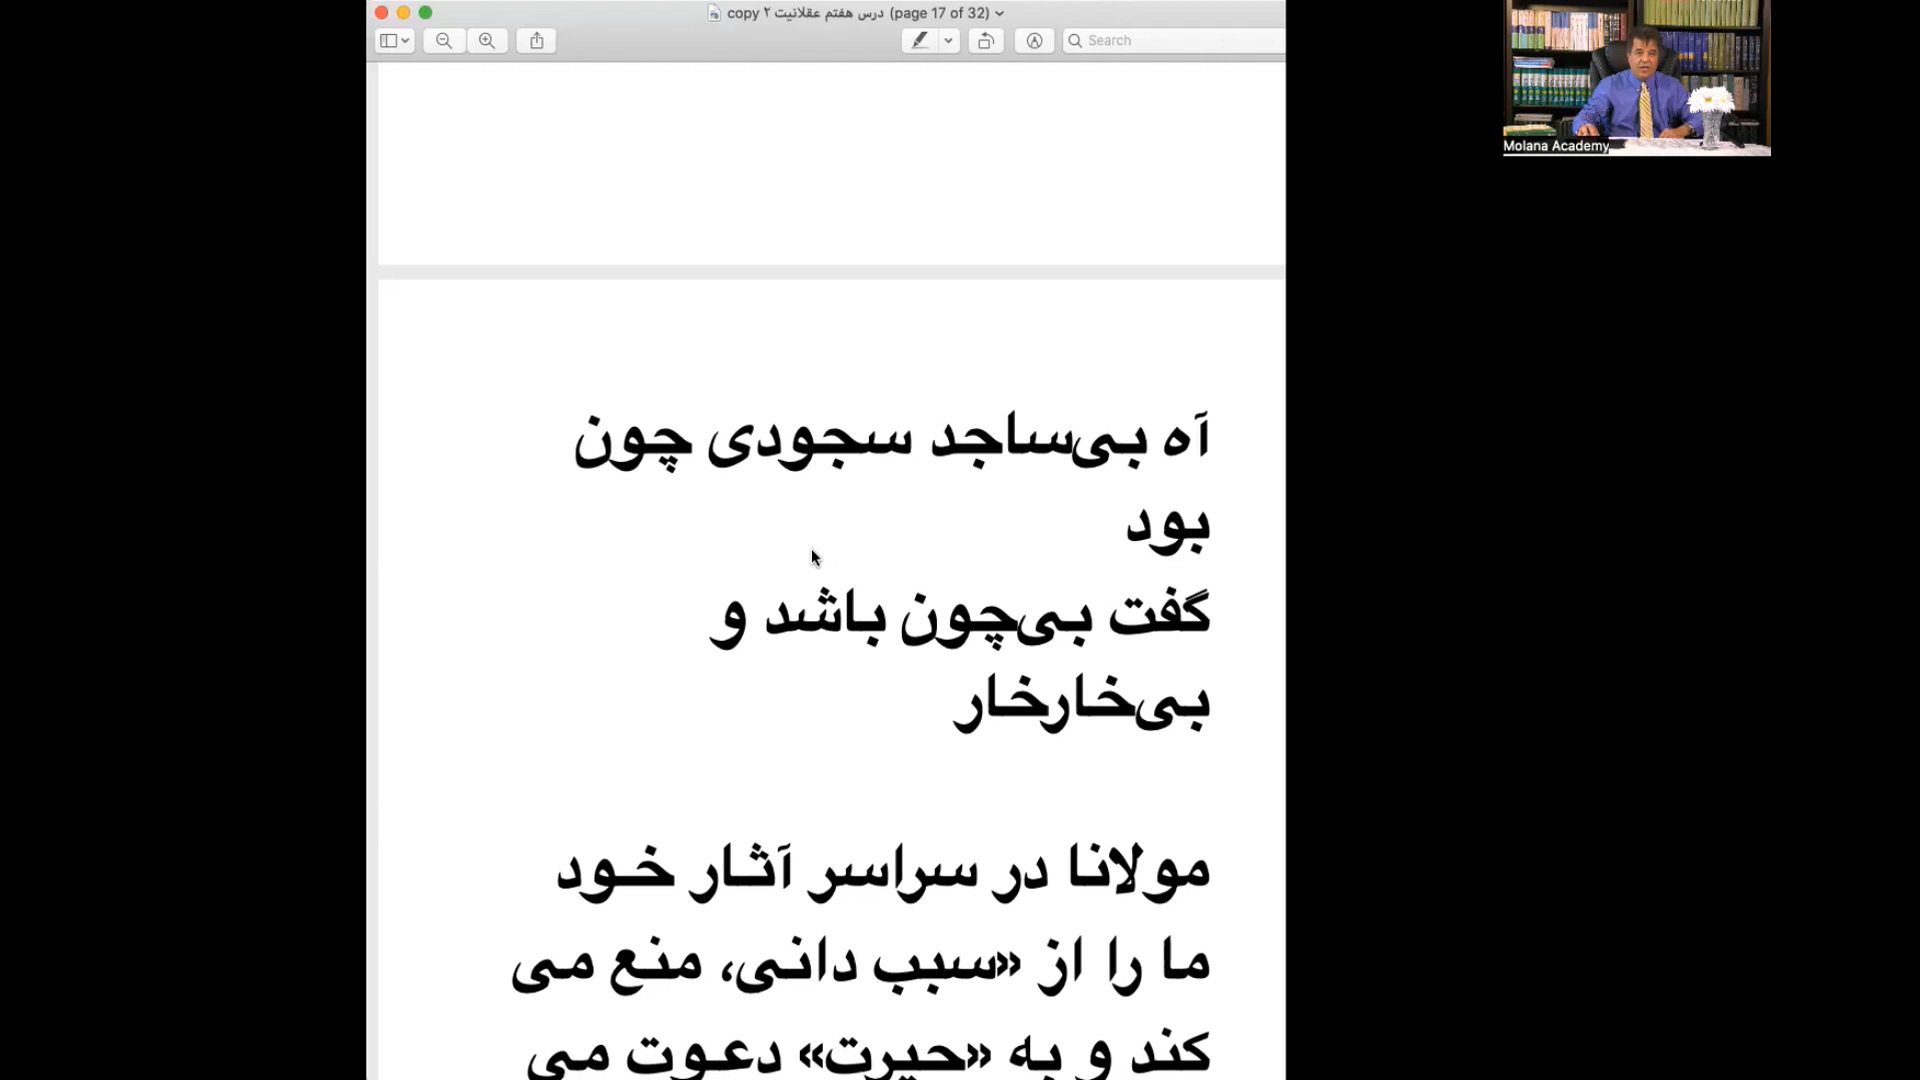 درس هفتم عقلانیت ۲ copy (page 17 of 32)
Search
Molana Academy
آه بی‌ساجد سجودی چون
بود
گفت بی‌چون باشد و
بی‌خارخار
مولانا در سراسر آثار خود
ما را از «سبب دانی، منع می
کند و به «حیرت» دعوت می